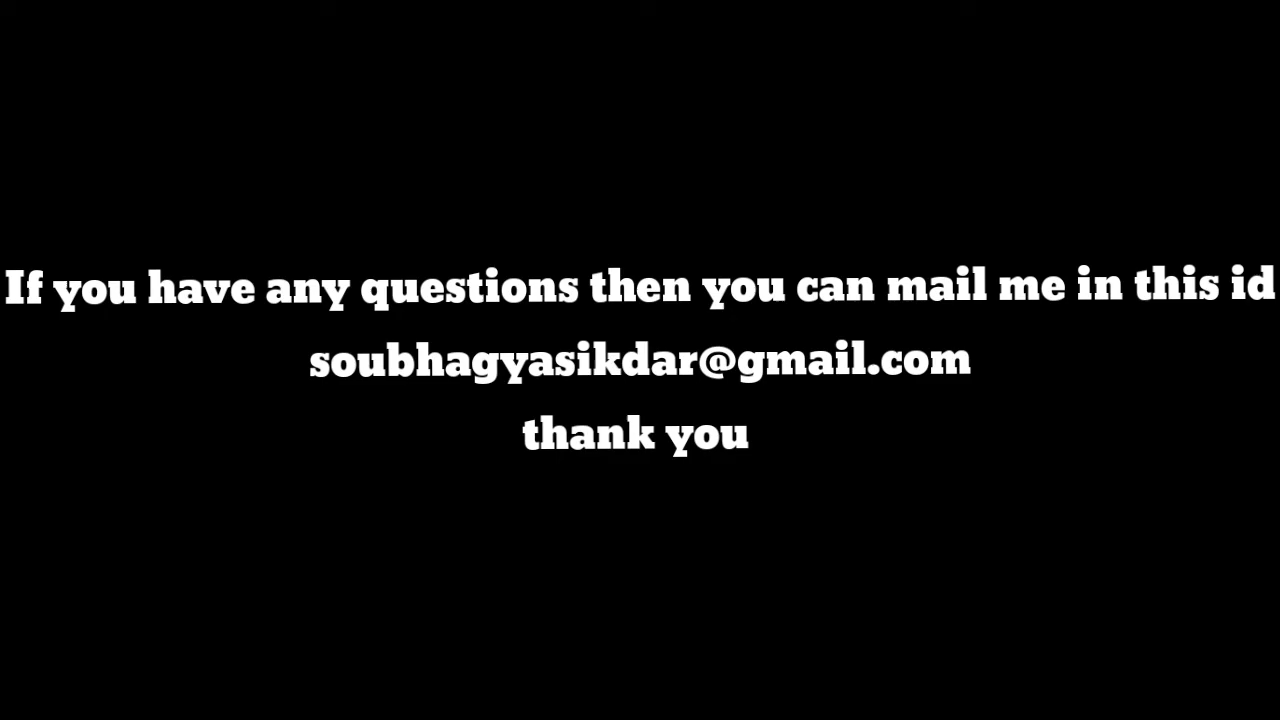 If you have any questions then you can mail me in this id
soubhagyasikdar@gmail.com
thank you